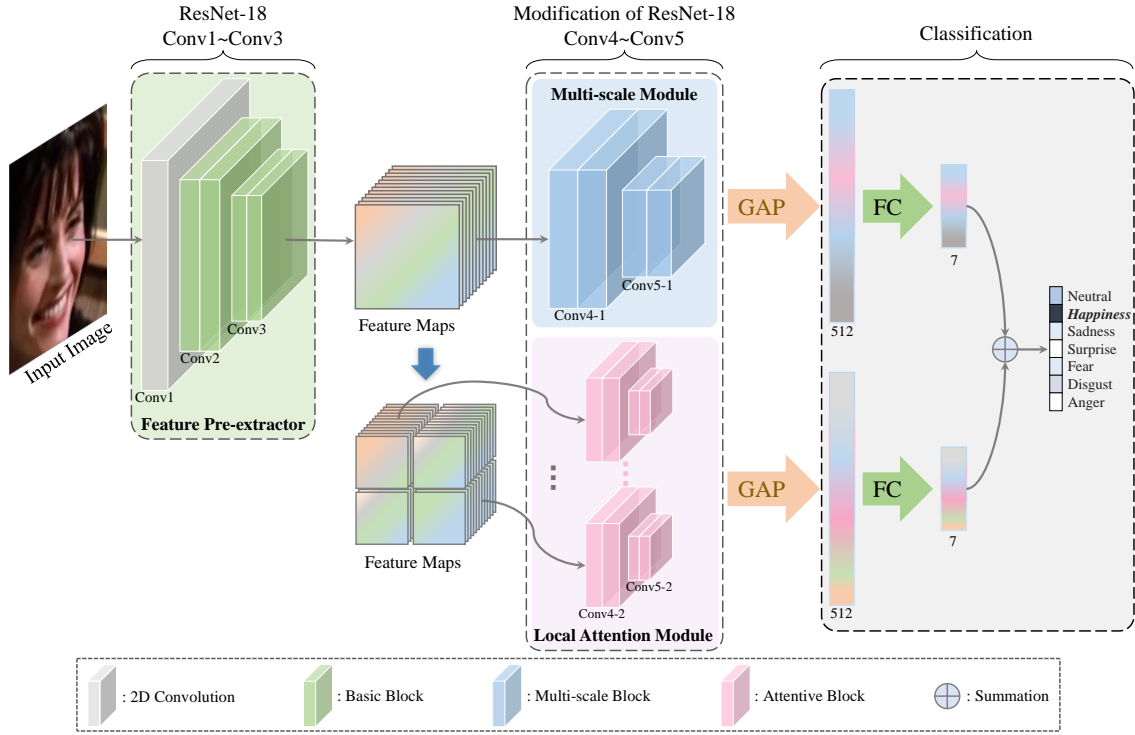 ResNet-18
Conv1~Conv3
Modification of ResNet-18
Conv4~Conv5
Classification
Input Image
Conv1
Conv2
Conv3
Feature Pre-extractor
Feature Maps
Feature Maps
Multi-scale Module
Conv4-1
Conv5-1
Conv4-2
Conv5-2
Local Attention Module
GAP
GAP
512
512
FC
FC
7
7
Neutral
Happiness
Sadness
Surprise
Fear
Disgust
Anger
: 2D Convolution
: Basic Block
: Multi-scale Block
: Attentive Block
: Summation